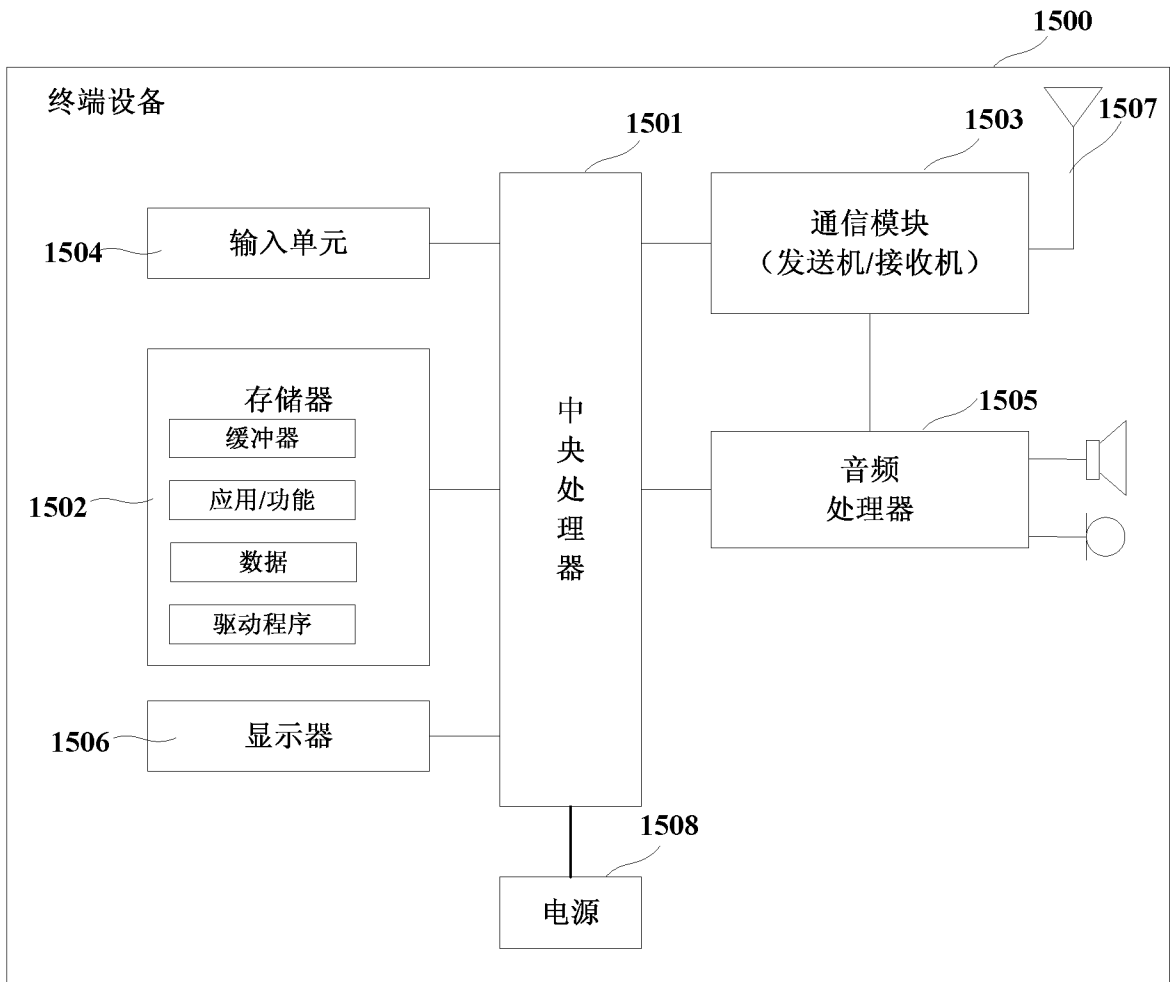 1500
终端设备
1507
1501
1503
输入单元
1504
通信模块
(发送机/接收机)
存储器
缓冲器
应用/功能
数据
驱动程序
1502
中
央
处
理
器
1505
音频
处理器
显示器
1506
1508
电源